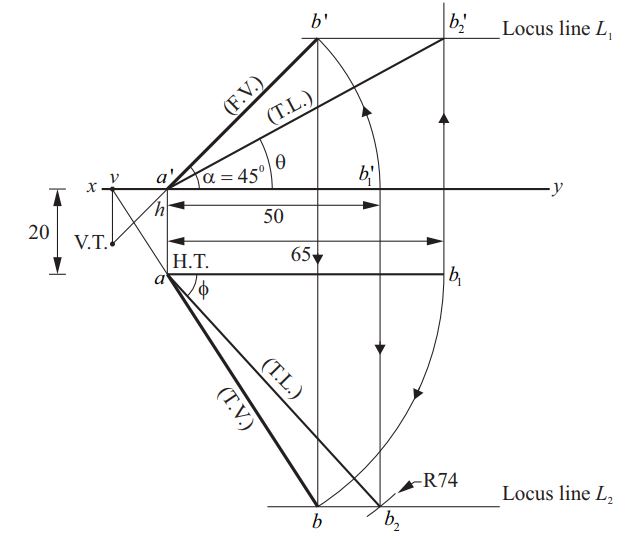 b'
b₂'
Locus line L₁
(F.V.)
(T.L.)
θ
α = 45°
b₁'
a'
v
x
y
h
50
20
V.T.
65
H.T.
a
b₁
ϕ
(T.L.)
(T.V.)
R74
Locus line L₂
b
b₂